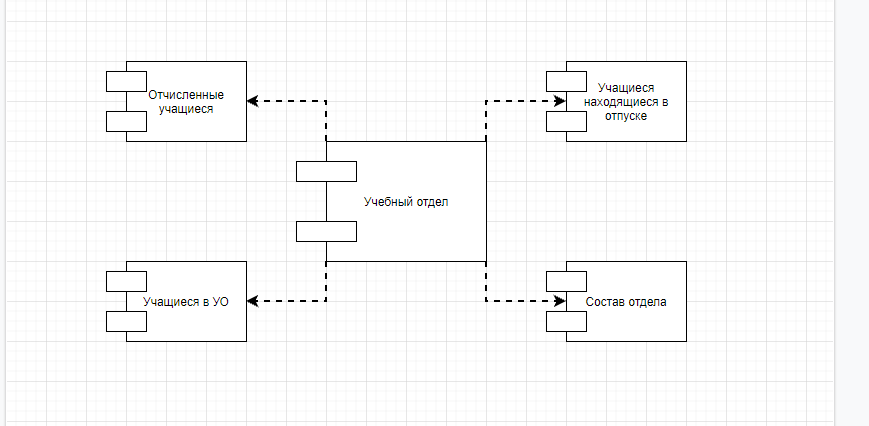 Отчисленные
учащиеся
Учащиеся
находящиеся в
отпуске
Учебный отдел
Учащиеся в УО
Состав отдела